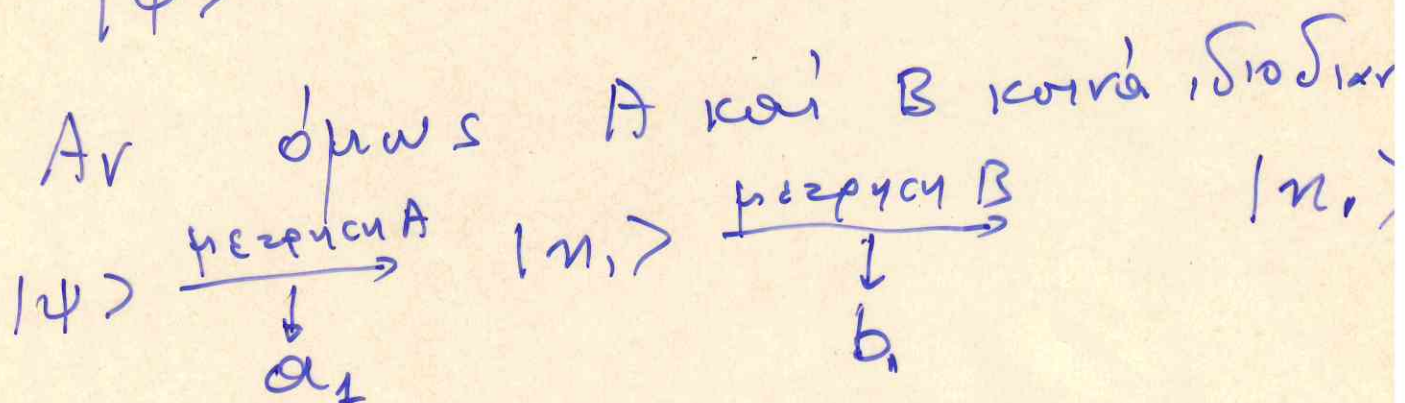 |ψ>
Αν όμως Α και Β κοινά ιδιοδιαν
|ψ> μετρηση Α |n₁> μετρηση Β |n₁>
↓ ↓
a₁ b₁